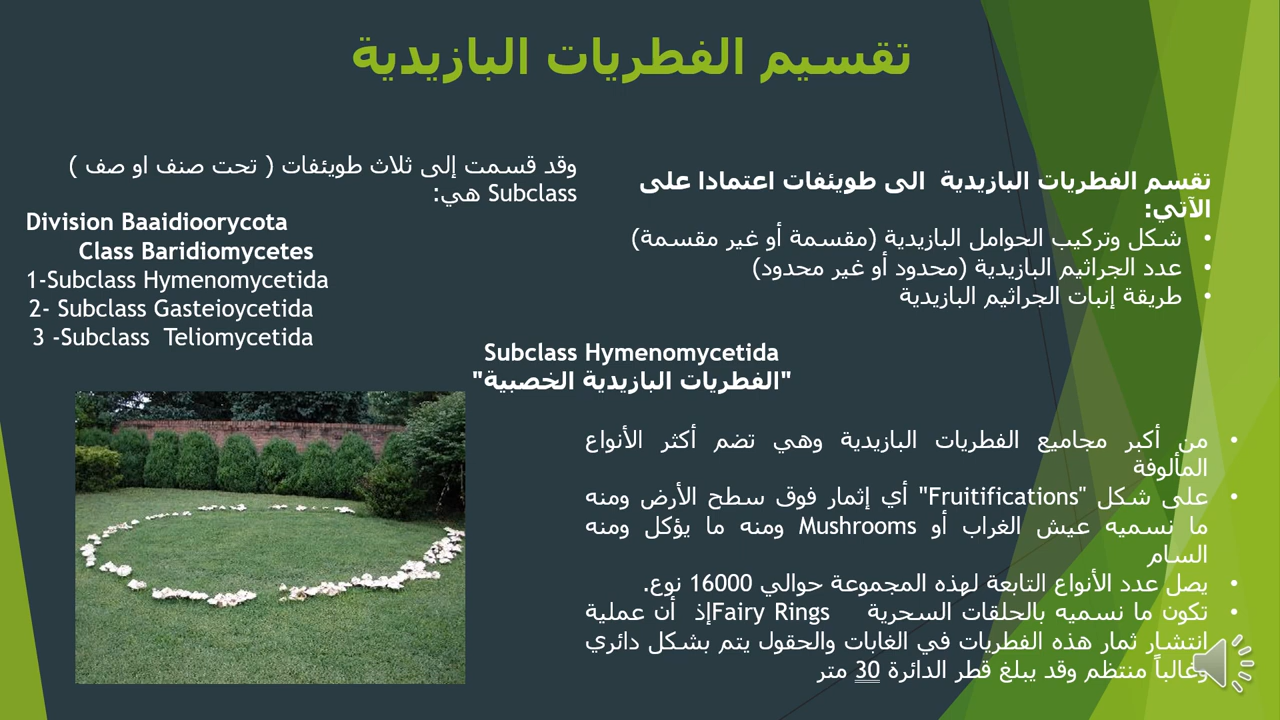 تقسيم الفطريات البازيدية
تقسم الفطريات البازيدية الى طويئفات اعتمادا على
الآتي:
• شكل وتركيب الحوامل البازيدية (مقسمة أو غير مقسمة)
• عدد الجراثيم البازيدية (محدود أو غير محدود)
• طريقة إنبات الجراثيم البازيدية
وقد قسمت إلى ثلاث طويئفات ( تحت صنف او صف )
Subclass هي:
Division Baaidioorycota
Class Baridiomycetes
1-Subclass Hymenomycetida
2- Subclass Gasteioycetida
3 -Subclass Teliomycetida
Subclass Hymenomycetida
"الفطريات البازيدية الخصبية"
• من أكبر مجاميع الفطريات البازيدية وهي تضم أكثر الأنواع
المألوفة
• على شكل "Fruitifications" أي إثمار فوق سطح الأرض ومنه
ما نسميه عيش الغراب أو Mushrooms ومنه ما يؤكل ومنه
السام
• يصل عدد الأنواع التابعة لهذه المجموعة حوالي 16000 نوع.
• تكون ما نسميه بالحلقات السحرية Fairy Ringsإذ أن عملية
انتشار ثمار هذه الفطريات في الغابات والحقول يتم بشكل دائري
وغالباً منتظم وقد يبلغ قطر الدائرة 30 متر